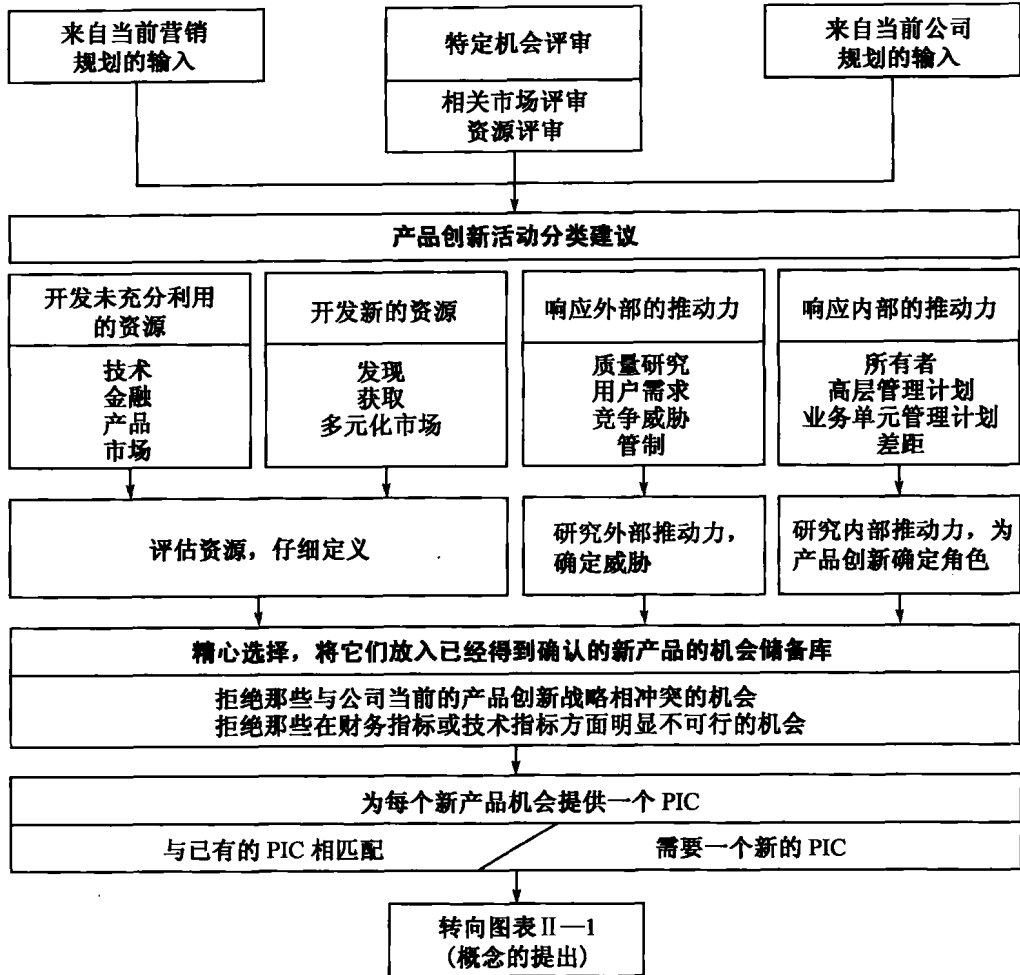 来自当前营销
规划的输入
特定机会评审
相关市场评审
资源评审
来自当前公司
规划的输入
产品创新活动分类建议
开发未充分利用
的资源
技术
金融
产品
市场
开发新的资源
发现
获取
多元化市场
响应外部的推动力
质量研究
用户需求
竞争威胁
管制
响应内部的推动力
所有者
高层管理计划
业务单元管理计划
差距
评估资源，仔细定义
研究外部推动力，
确定威胁
研究内部推动力，为
产品创新确定角色
精心选择，将它们放入已经得到确认的新产品的机会储备库
拒绝那些与公司当前的产品创新战略相冲突的机会
拒绝那些在财务指标或技术指标方面明显不可行的机会
为每个新产品机会提供一个 PIC
与已有的 PIC 相匹配
需要一个新的 PIC
转向图表Ⅱ—1
(概念的提出)